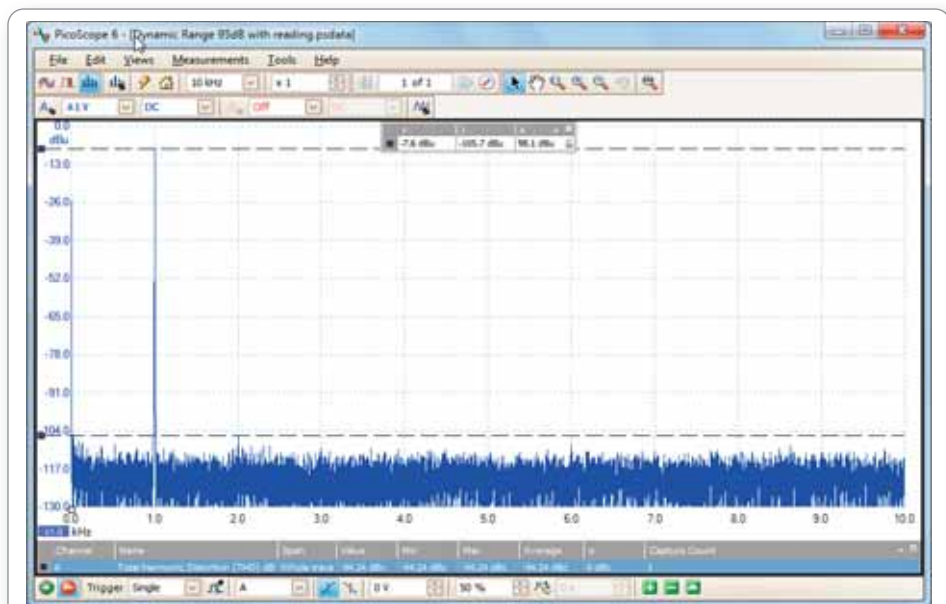 PicoScope 6 - [Dynamic Range 95dB with reading.psdata]
File Edit Views Measurements Tools Help
10 kHz x 1 1 of 1
A ±1 V DC Off DC
0.0
dBu
-7.6 dBu -105.7 dBu 98.1 dBu
-13.0
-26.0
-39.0
-52.0
-65.0
-78.0
-91.0
-104.0
-117.0
-130.0
0.0 1.0 2.0 3.0 4.0 5.0 6.0 7.0 8.0 9.0 10.0
kHz
Channel Name Span Value Min Max Average σ Capture Count
A Total Harmonic Distortion (THD) dB Whole trace
Trigger Single A 0 V 50 %